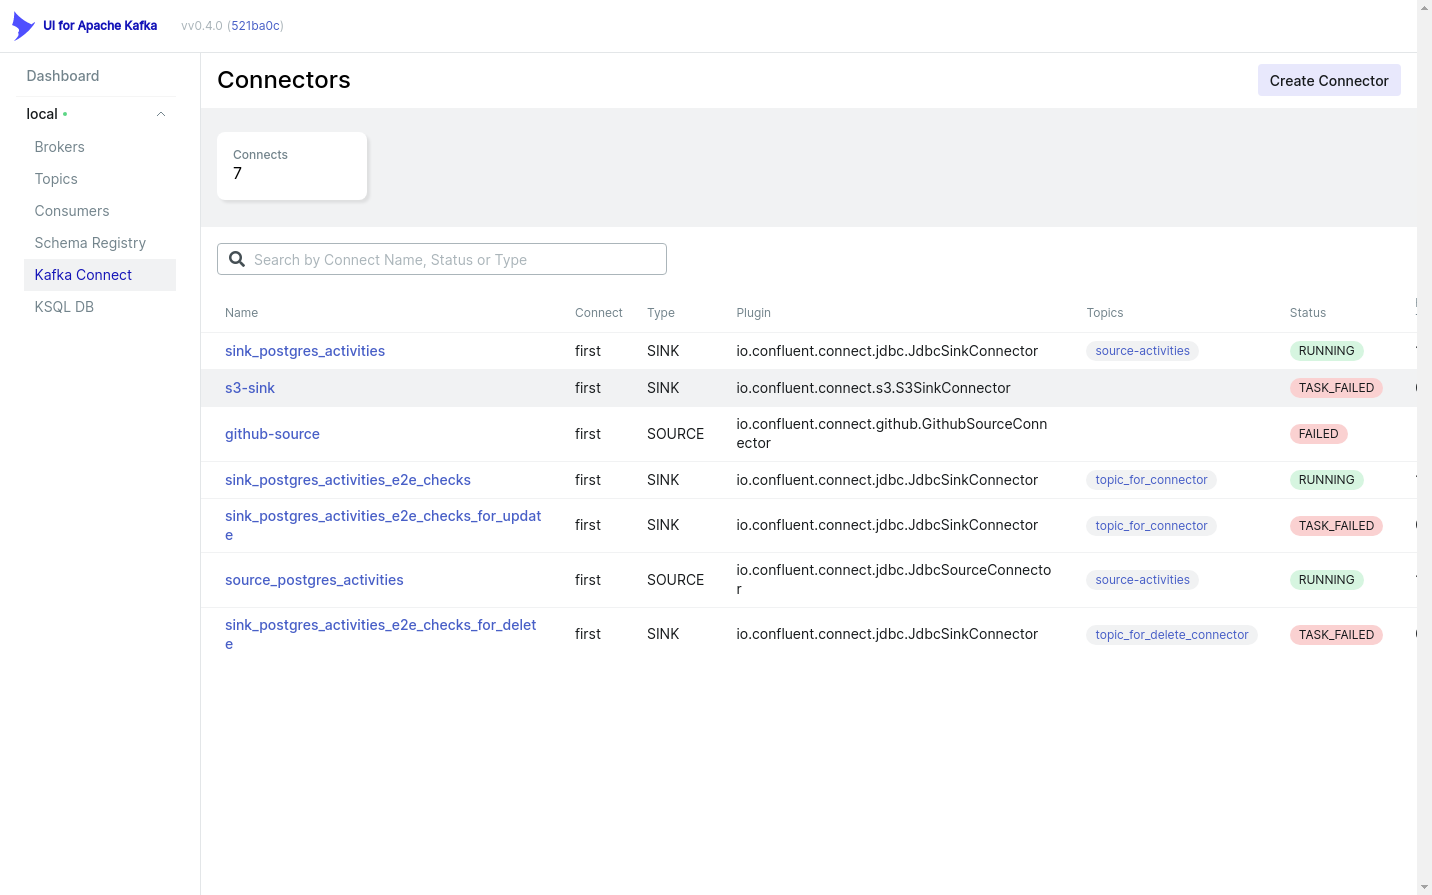 UI for Apache Kafka
vv0.4.0 (521ba0c)
Dashboard
local
Brokers
Topics
Consumers
Schema Registry
Kafka Connect
KSQL DB
Connectors
Create Connector
Connects
7
Search by Connect Name, Status or Type
Name Connect Type Plugin Topics Status
sink_postgres_activities first SINK io.confluent.connect.jdbc.JdbcSinkConnector source-activities RUNNING
s3-sink first SINK io.confluent.connect.s3.S3SinkConnector TASK_FAILED
github-source first SOURCE io.confluent.connect.github.GithubSourceConn
ector FAILED
sink_postgres_activities_e2e_checks first SINK io.confluent.connect.jdbc.JdbcSinkConnector topic_for_connector RUNNING
sink_postgres_activities_e2e_checks_for_updat
e first SINK io.confluent.connect.jdbc.JdbcSinkConnector topic_for_connector TASK_FAILED
source_postgres_activities first SOURCE io.confluent.connect.jdbc.JdbcSourceConnecto
r source-activities RUNNING
sink_postgres_activities_e2e_checks_for_delet
e first SINK io.confluent.connect.jdbc.JdbcSinkConnector topic_for_delete_connector TASK_FAILED